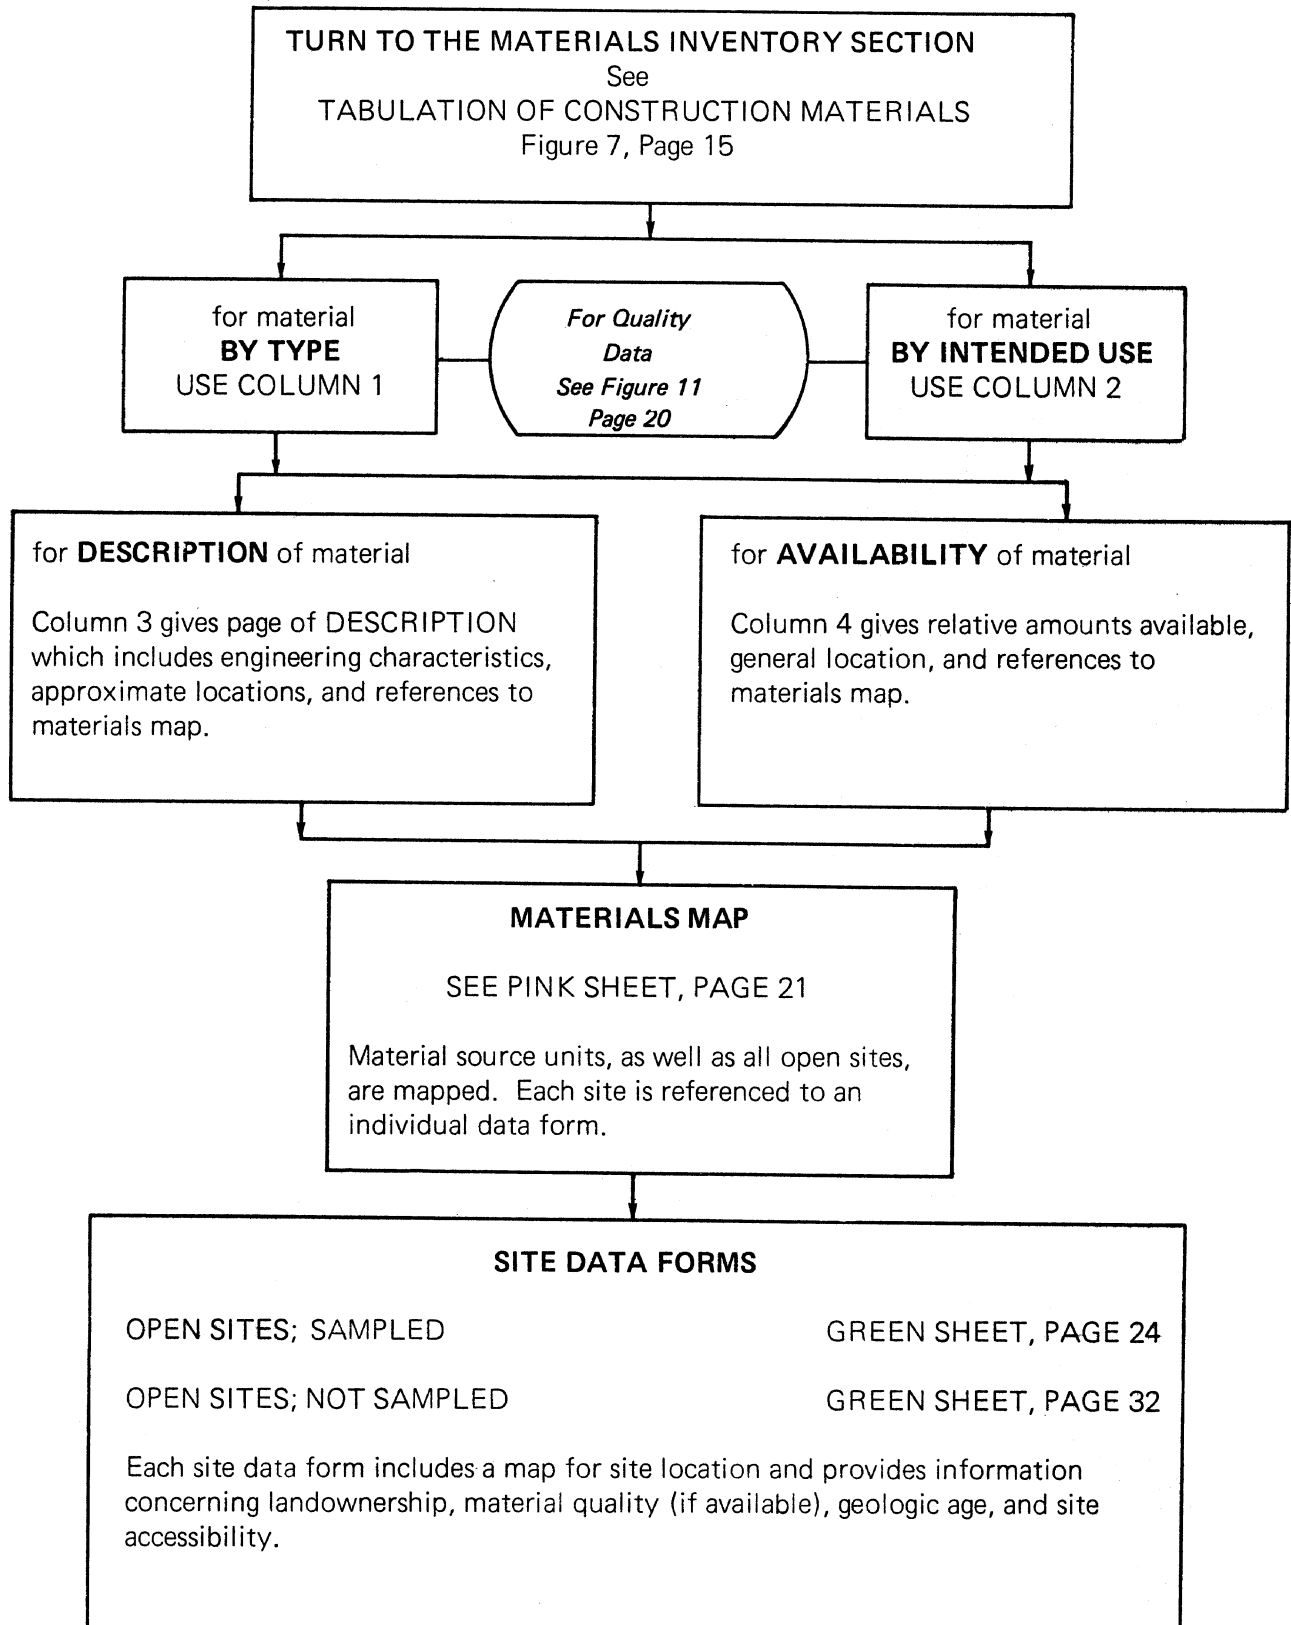 TURN TO THE MATERIALS INVENTORY SECTION
See
TABULATION OF CONSTRUCTION MATERIALS
Figure 7, Page 15
for material
BY TYPE
USE COLUMN 1
For Quality
Data
See Figure 11
Page 20
for material
BY INTENDED USE
USE COLUMN 2
for DESCRIPTION of material
Column 3 gives page of DESCRIPTION
which includes engineering characteristics,
approximate locations, and references to
materials map.
for AVAILABILITY of material
Column 4 gives relative amounts available,
general location, and references to
materials map.
MATERIALS MAP
SEE PINK SHEET, PAGE 21
Material source units, as well as all open sites,
are mapped. Each site is referenced to an
individual data form.
SITE DATA FORMS
OPEN SITES; SAMPLED GREEN SHEET, PAGE 24
OPEN SITES; NOT SAMPLED GREEN SHEET, PAGE 32
Each site data form includes a map for site location and provides information
concerning landownership, material quality (if available), geologic age, and site
accessibility.